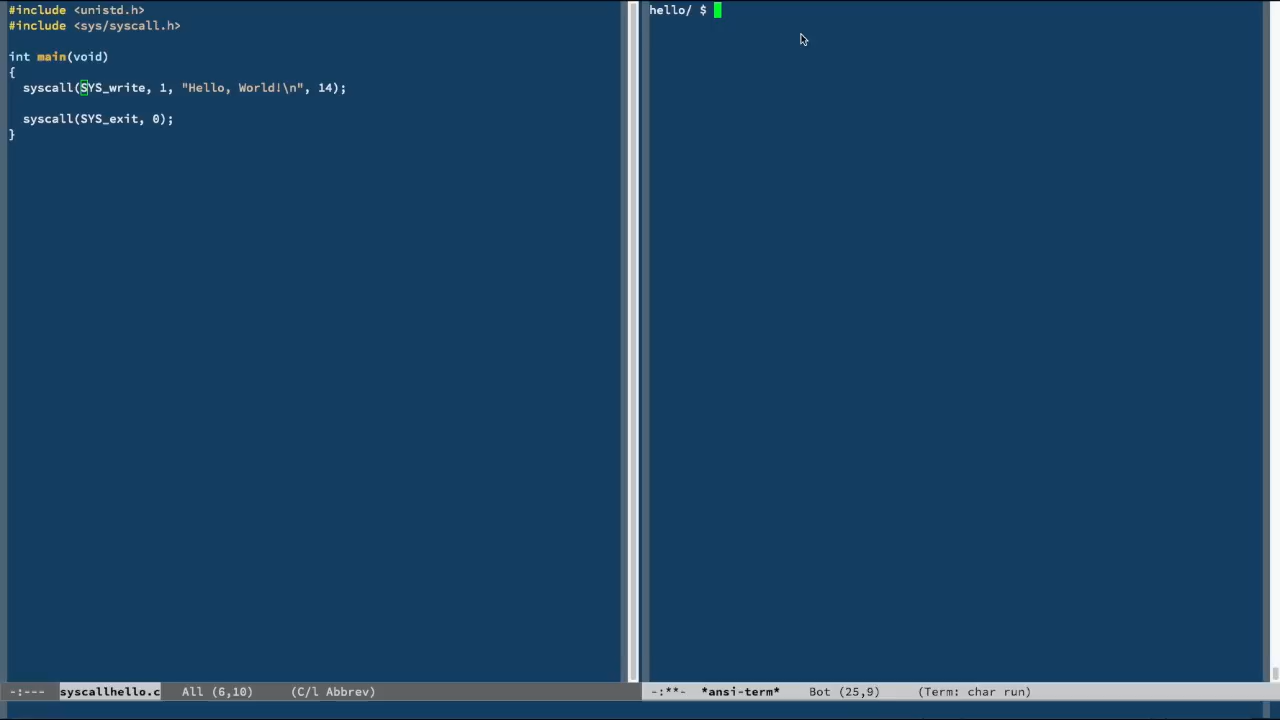 #include <unistd.h>
#include <sys/syscall.h>
int main(void)
{
syscall(SYS_write, 1, "Hello, World!\n", 14);
syscall(SYS_exit, 0);
}
-:--- syscallhello.c All (6,10) (C/l Abbrev)
hello/ $
-:**- *ansi-term* Bot (25,9) (Term: char run)